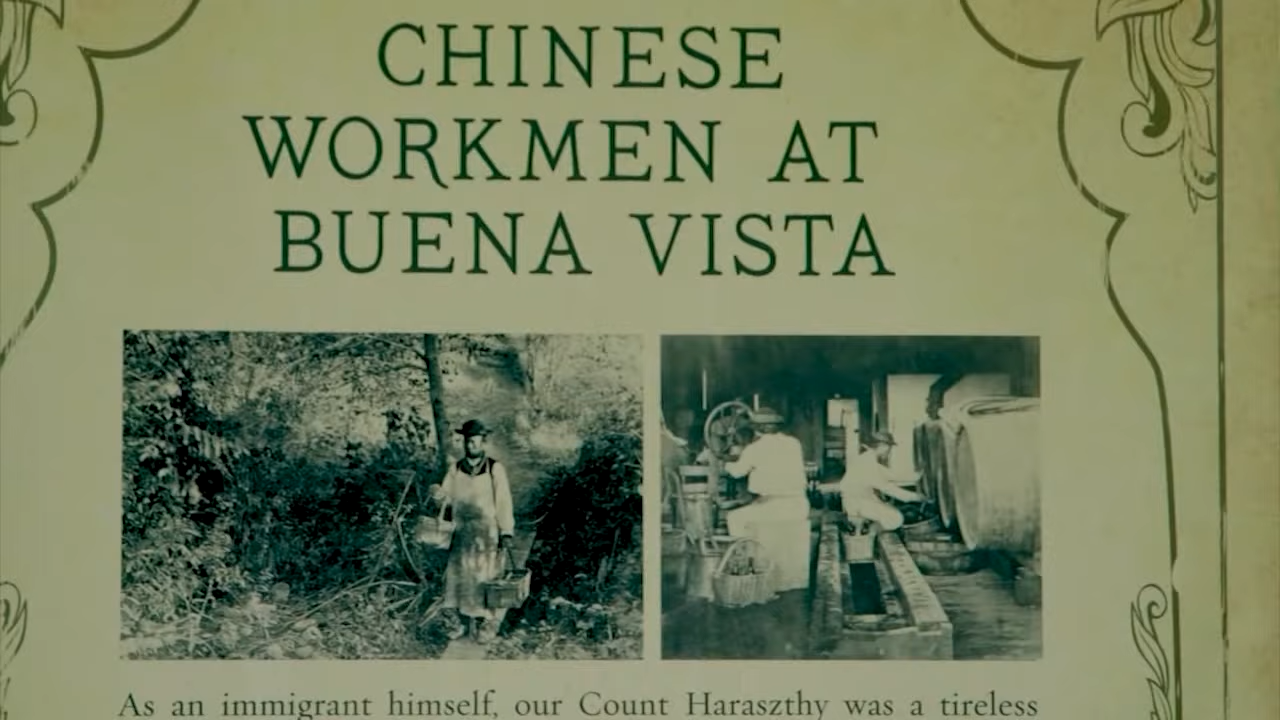 CHINESE
WORKMEN AT
BUENA VISTA
As an immigrant himself, our Count Haraszthy was a tireless